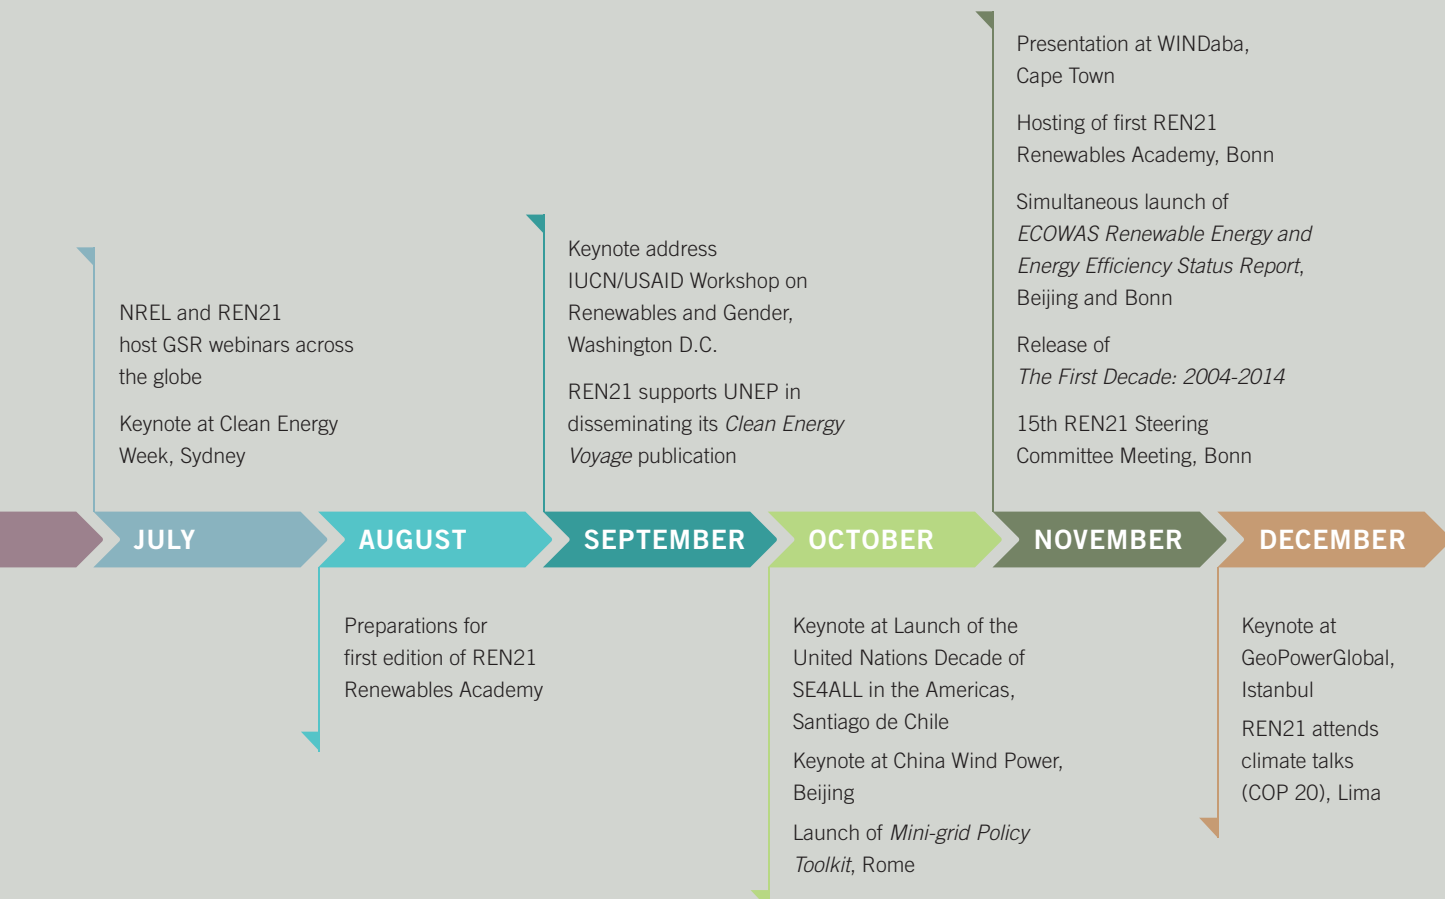 Presentation at WINDaba,
Cape Town
Hosting of first REN21
Renewables Academy, Bonn
Simultaneous launch of
ECOWAS Renewable Energy and
Energy Efficiency Status Report,
Beijing and Bonn
Release of
The First Decade: 2004-2014
15th REN21 Steering
Committee Meeting, Bonn
Keynote address
IUCN/USAID Workshop on
Renewables and Gender,
Washington D.C.
REN21 supports UNEP in
disseminating its Clean Energy
Voyage publication
NREL and REN21
host GSR webinars across
the globe
Keynote at Clean Energy
Week, Sydney
JULY
AUGUST
SEPTEMBER
OCTOBER
NOVEMBER
DECEMBER
Preparations for
first edition of REN21
Renewables Academy
Keynote at Launch of the
United Nations Decade of
SE4ALL in the Americas,
Santiago de Chile
Keynote at China Wind Power,
Beijing
Launch of Mini-grid Policy
Toolkit, Rome
Keynote at
GeoPowerGlobal,
Istanbul
REN21 attends
climate talks
(COP 20), Lima